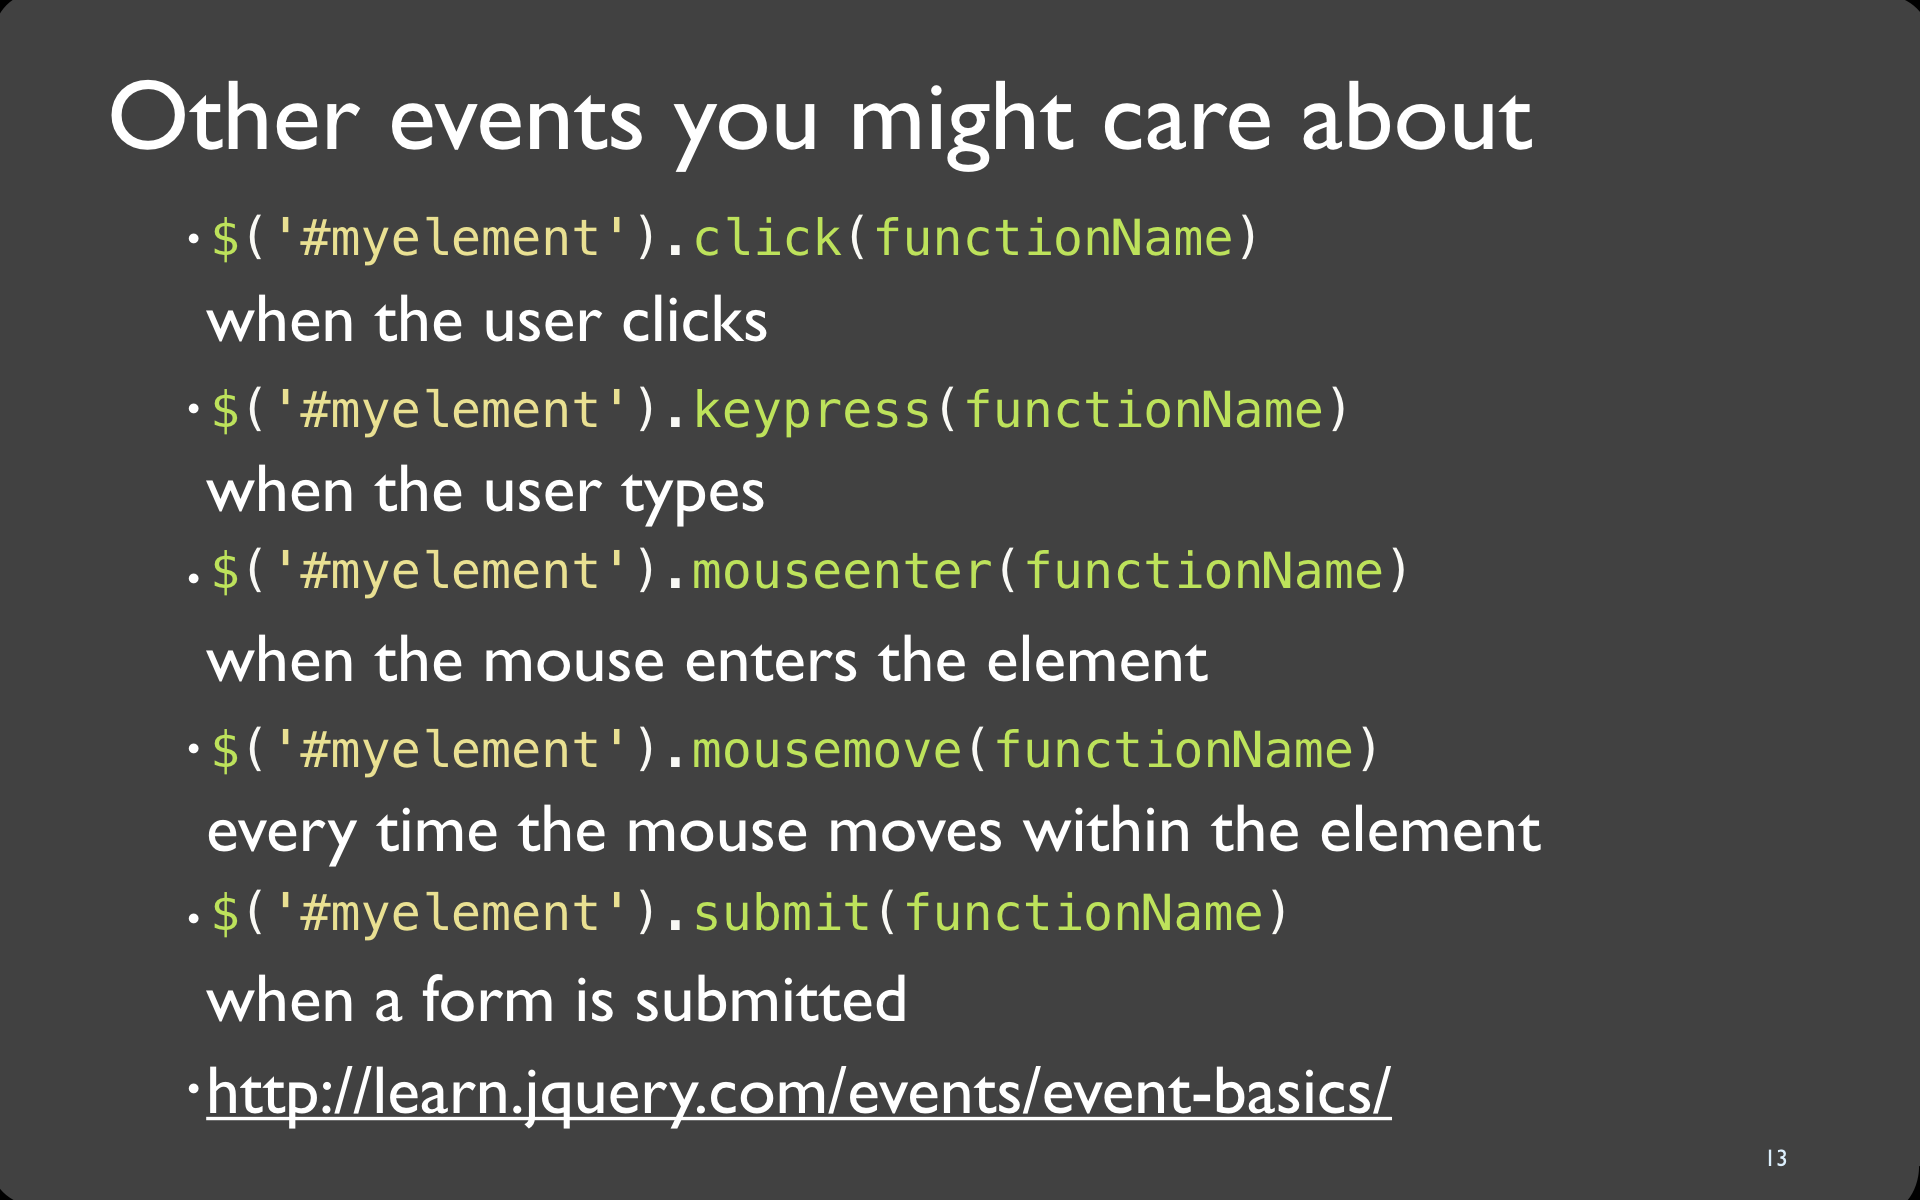 Other events you might care about
• $('#myelement').click(functionName)
when the user clicks
• $('#myelement').keypress(functionName)
when the user types
• $('#myelement').mouseenter(functionName)
when the mouse enters the element
• $('#myelement').mousemove(functionName)
every time the mouse moves within the element
• $('#myelement').submit(functionName)
when a form is submitted
• http://learn.jquery.com/events/event-basics/
13